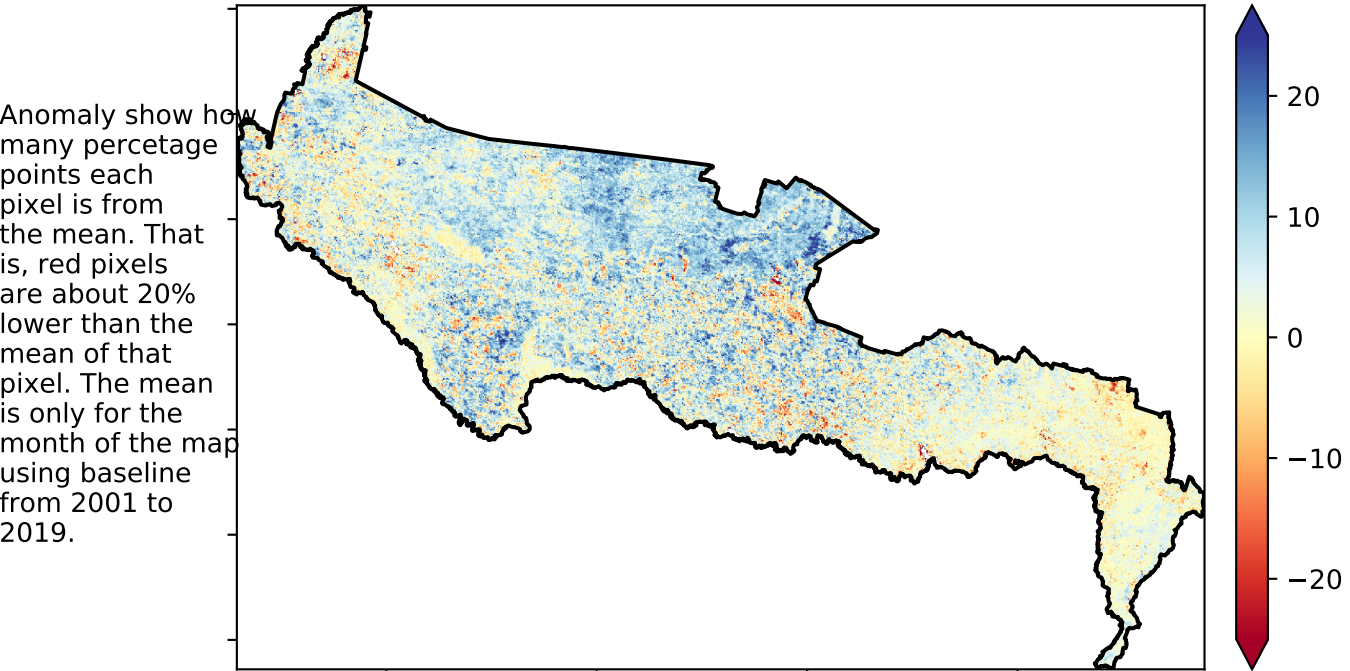 Anomaly show how
many percetage
points each
pixel is from
the mean. That
is, red pixels
are about 20%
lower than the
mean of that
pixel. The mean
is only for the
month of the map
using baseline
from 2001 to
2019.
20
10
0
−10
−20